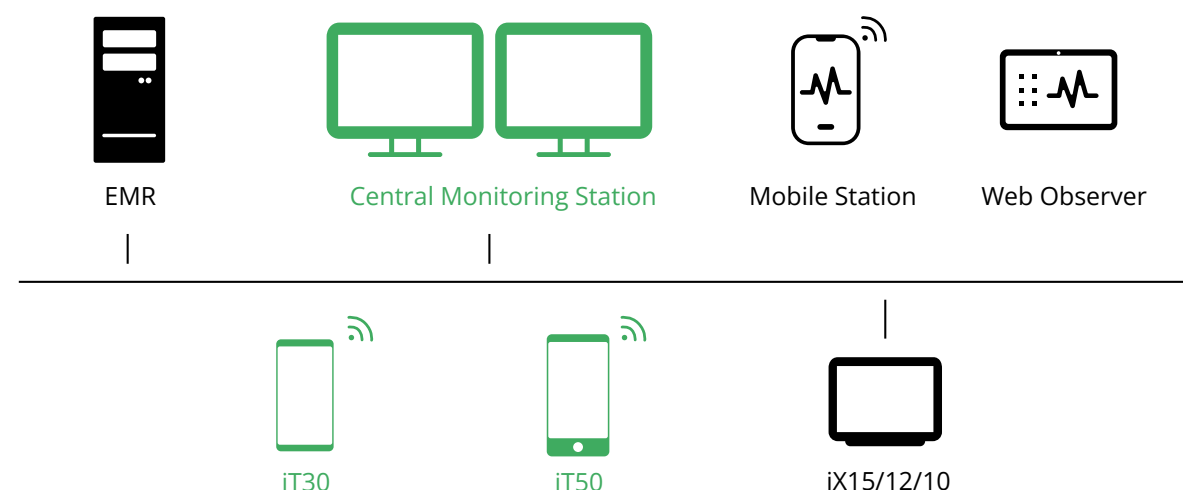 EMR
Central Monitoring Station
Mobile Station
Web Observer
iT30
iT50
iX15/12/10